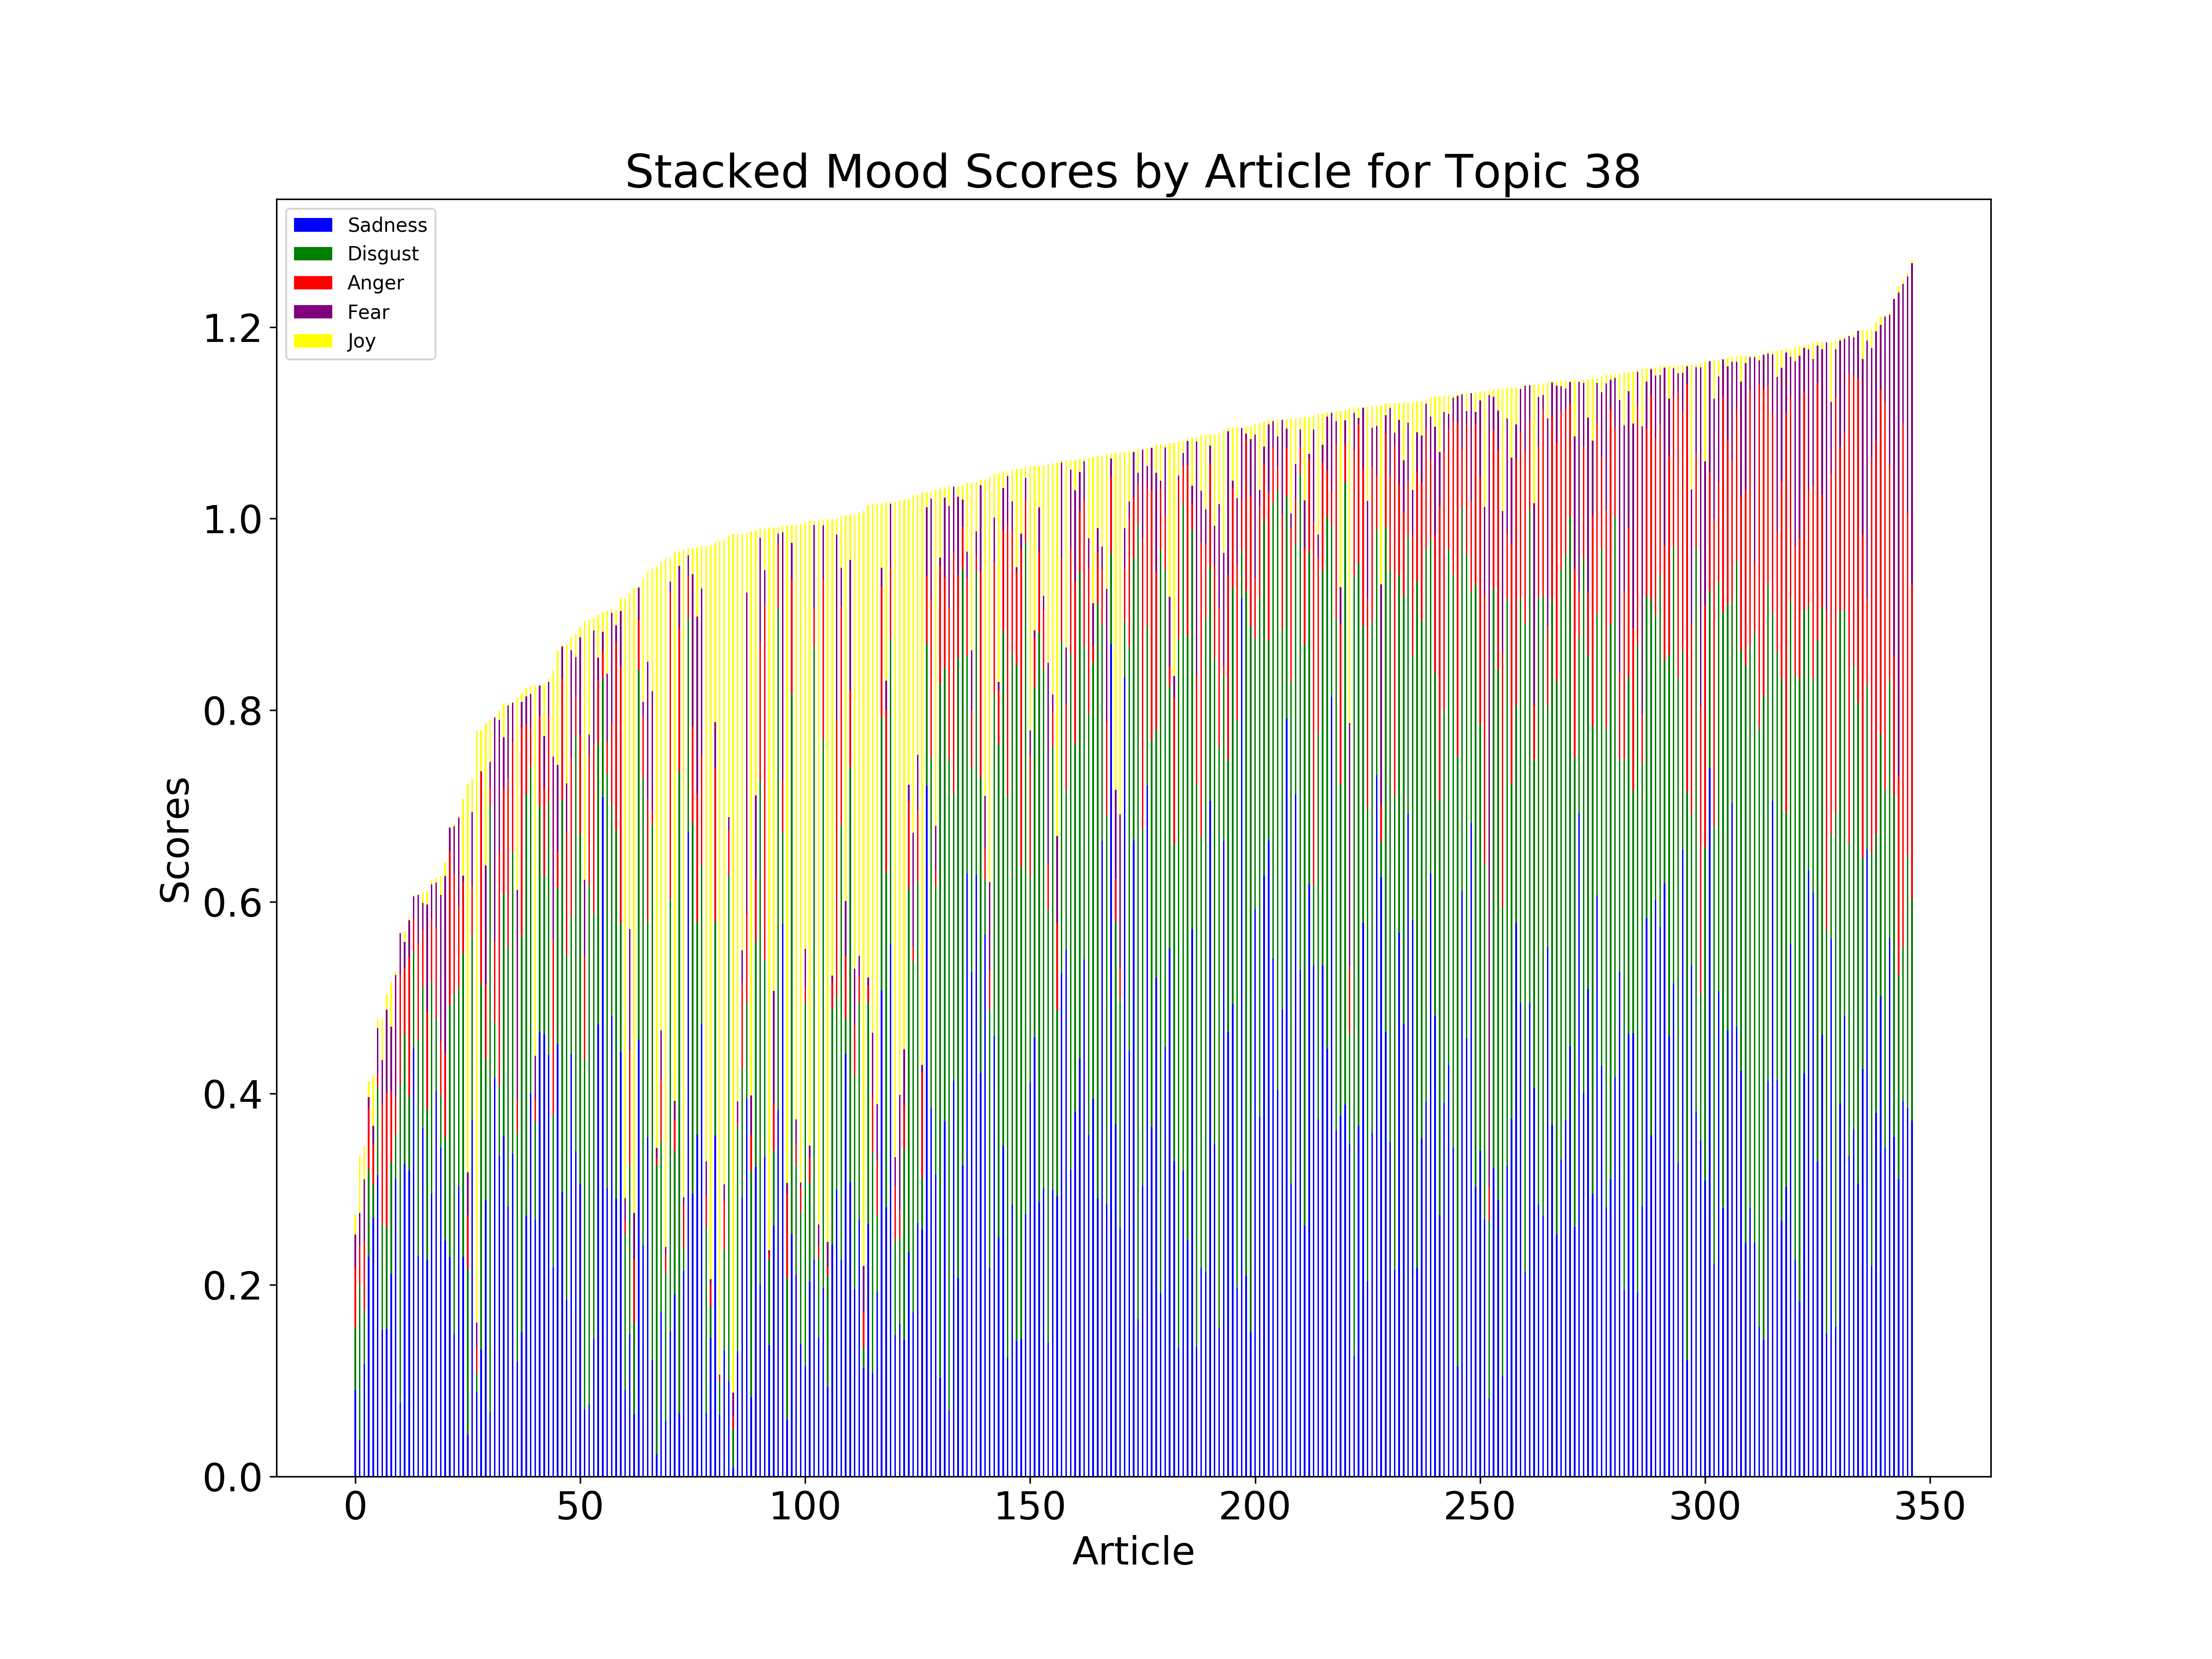 Stacked Mood Scores by Article for Topic 38
Sadness
Disgust
Anger
Fear
Joy
Scores
1.2
1.0
0.8
0.6
0.4
0.2
0.0
0 50 100 150 200 250 300 350
Article